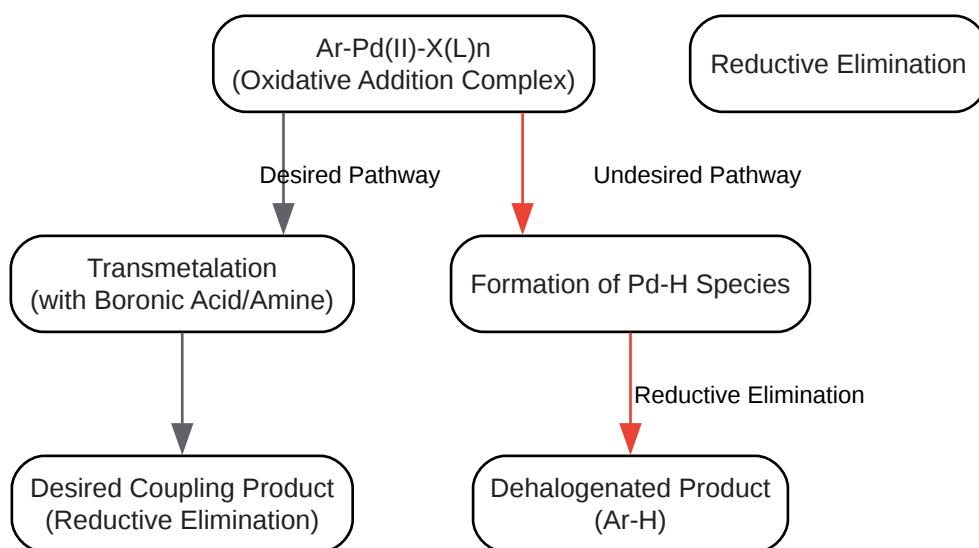 Ar-Pd(II)-X(L)n
(Oxidative Addition Complex)
Reductive Elimination
Desired Pathway
Undesired Pathway
Transmetalation
(with Boronic Acid/Amine)
Formation of Pd-H Species
Reductive Elimination
Desired Coupling Product
(Reductive Elimination)
Dehalogenated Product
(Ar-H)